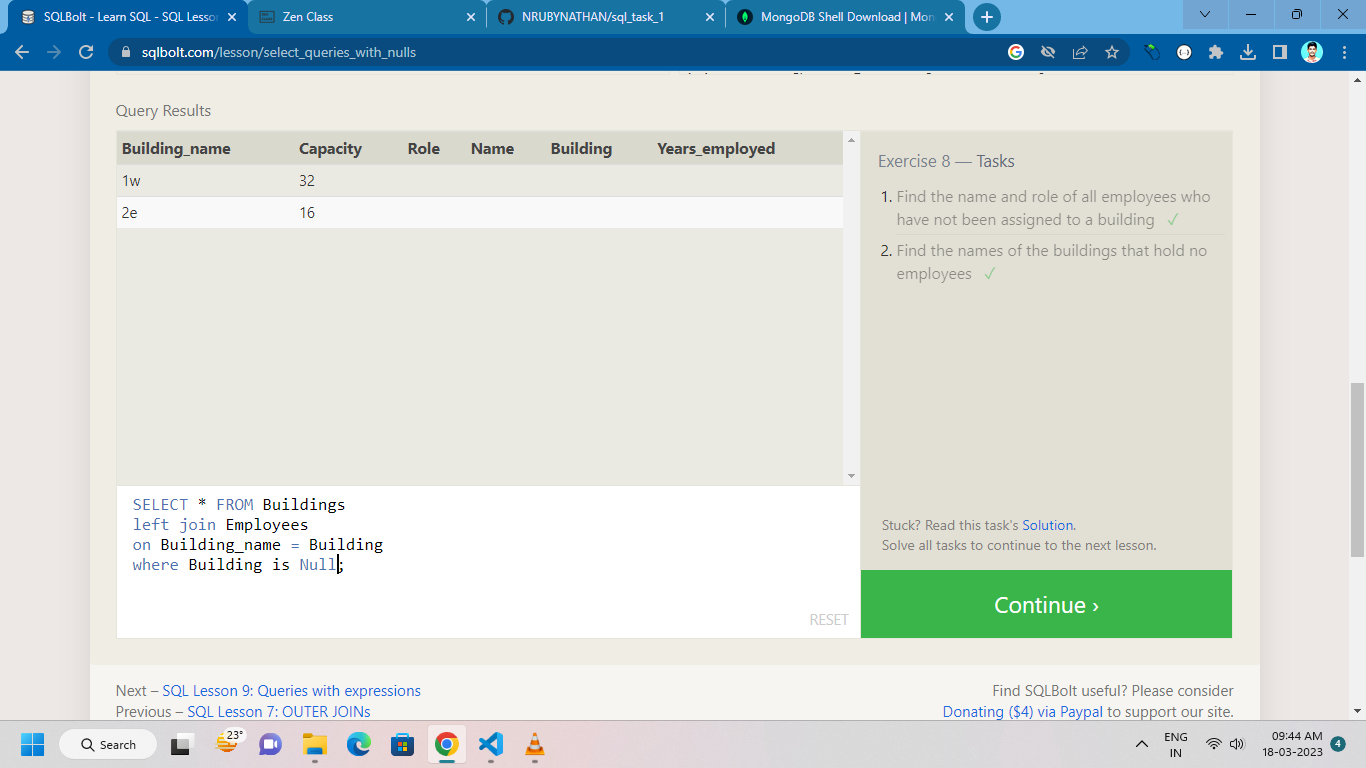 SQLBolt - Learn SQL - SQL Lesso
Zen Class
NRUBYNATHAN/sql_task_1
MongoDB Shell Download | Mon
sqlbolt.com/lesson/select_queries_with_nulls
Query Results
Building_name Capacity Role Name Building Years_employed
1w 32
2e 16
Exercise 8 — Tasks
1. Find the name and role of all employees who
have not been assigned to a building ✓
2. Find the names of the buildings that hold no
employees ✓
SELECT * FROM Buildings
left join Employees
on Building_name = Building
where Building is Null;
RESET
Stuck? Read this task's Solution.
Solve all tasks to continue to the next lesson.
Continue ›
Next – SQL Lesson 9: Queries with expressions
Previous – SQL Lesson 7: OUTER JOINs
Find SQLBolt useful? Please consider
Donating ($4) via Paypal to support our site.
Search
23°
ENG
IN
09:44 AM
18-03-2023
4